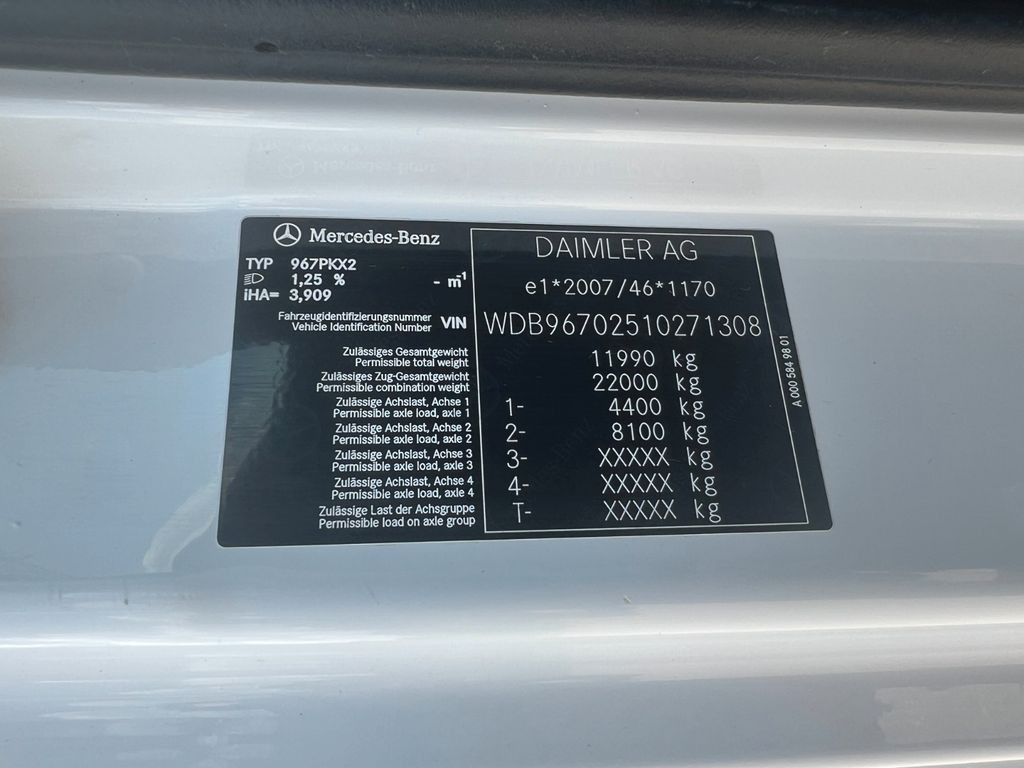 Mercedes-Benz
TYP 967PKX2
1,25 % - m⁻¹
iHA= 3,909
Fahrzeugidentifizierungsnummer
Vehicle Identification Number VIN
DAIMLER AG
e1*2007/46*1170
WDB96702510271308
Zulässiges Gesamtgewicht
Permissible total weight
11990 kg
Zulässiges Zug-Gesamtgewicht
Permissible combination weight
22000 kg
Zulässige Achslast, Achse 1
Permissible axle load, axle 1
1- 4400 kg
Zulässige Achslast, Achse 2
Permissible axle load, axle 2
2- 8100 kg
Zulässige Achslast, Achse 3
Permissible axle load, axle 3
3- XXXXX kg
Zulässige Achslast, Achse 4
Permissible axle load, axle 4
4- XXXXX kg
Zulässige Last der Achsgruppe
Permissible load on axle group
T- XXXXX kg
A 000 584 98 01